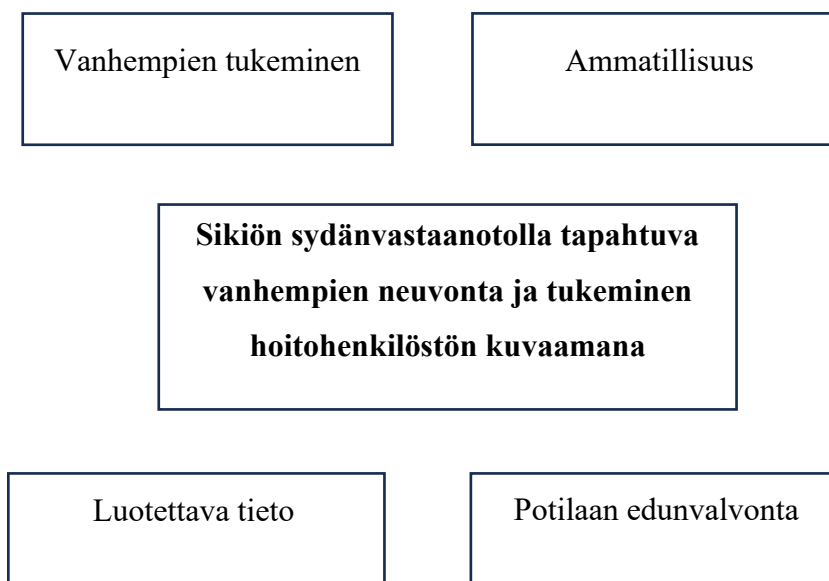 Vanhempien tukeminen
Ammatillisuus
Sikiön sydänvastaanotolla tapahtuva
vanhempien neuvonta ja tukeminen
hoitohenkilöstön kuvaamana
Luotettava tieto
Potilaan edunvalvonta